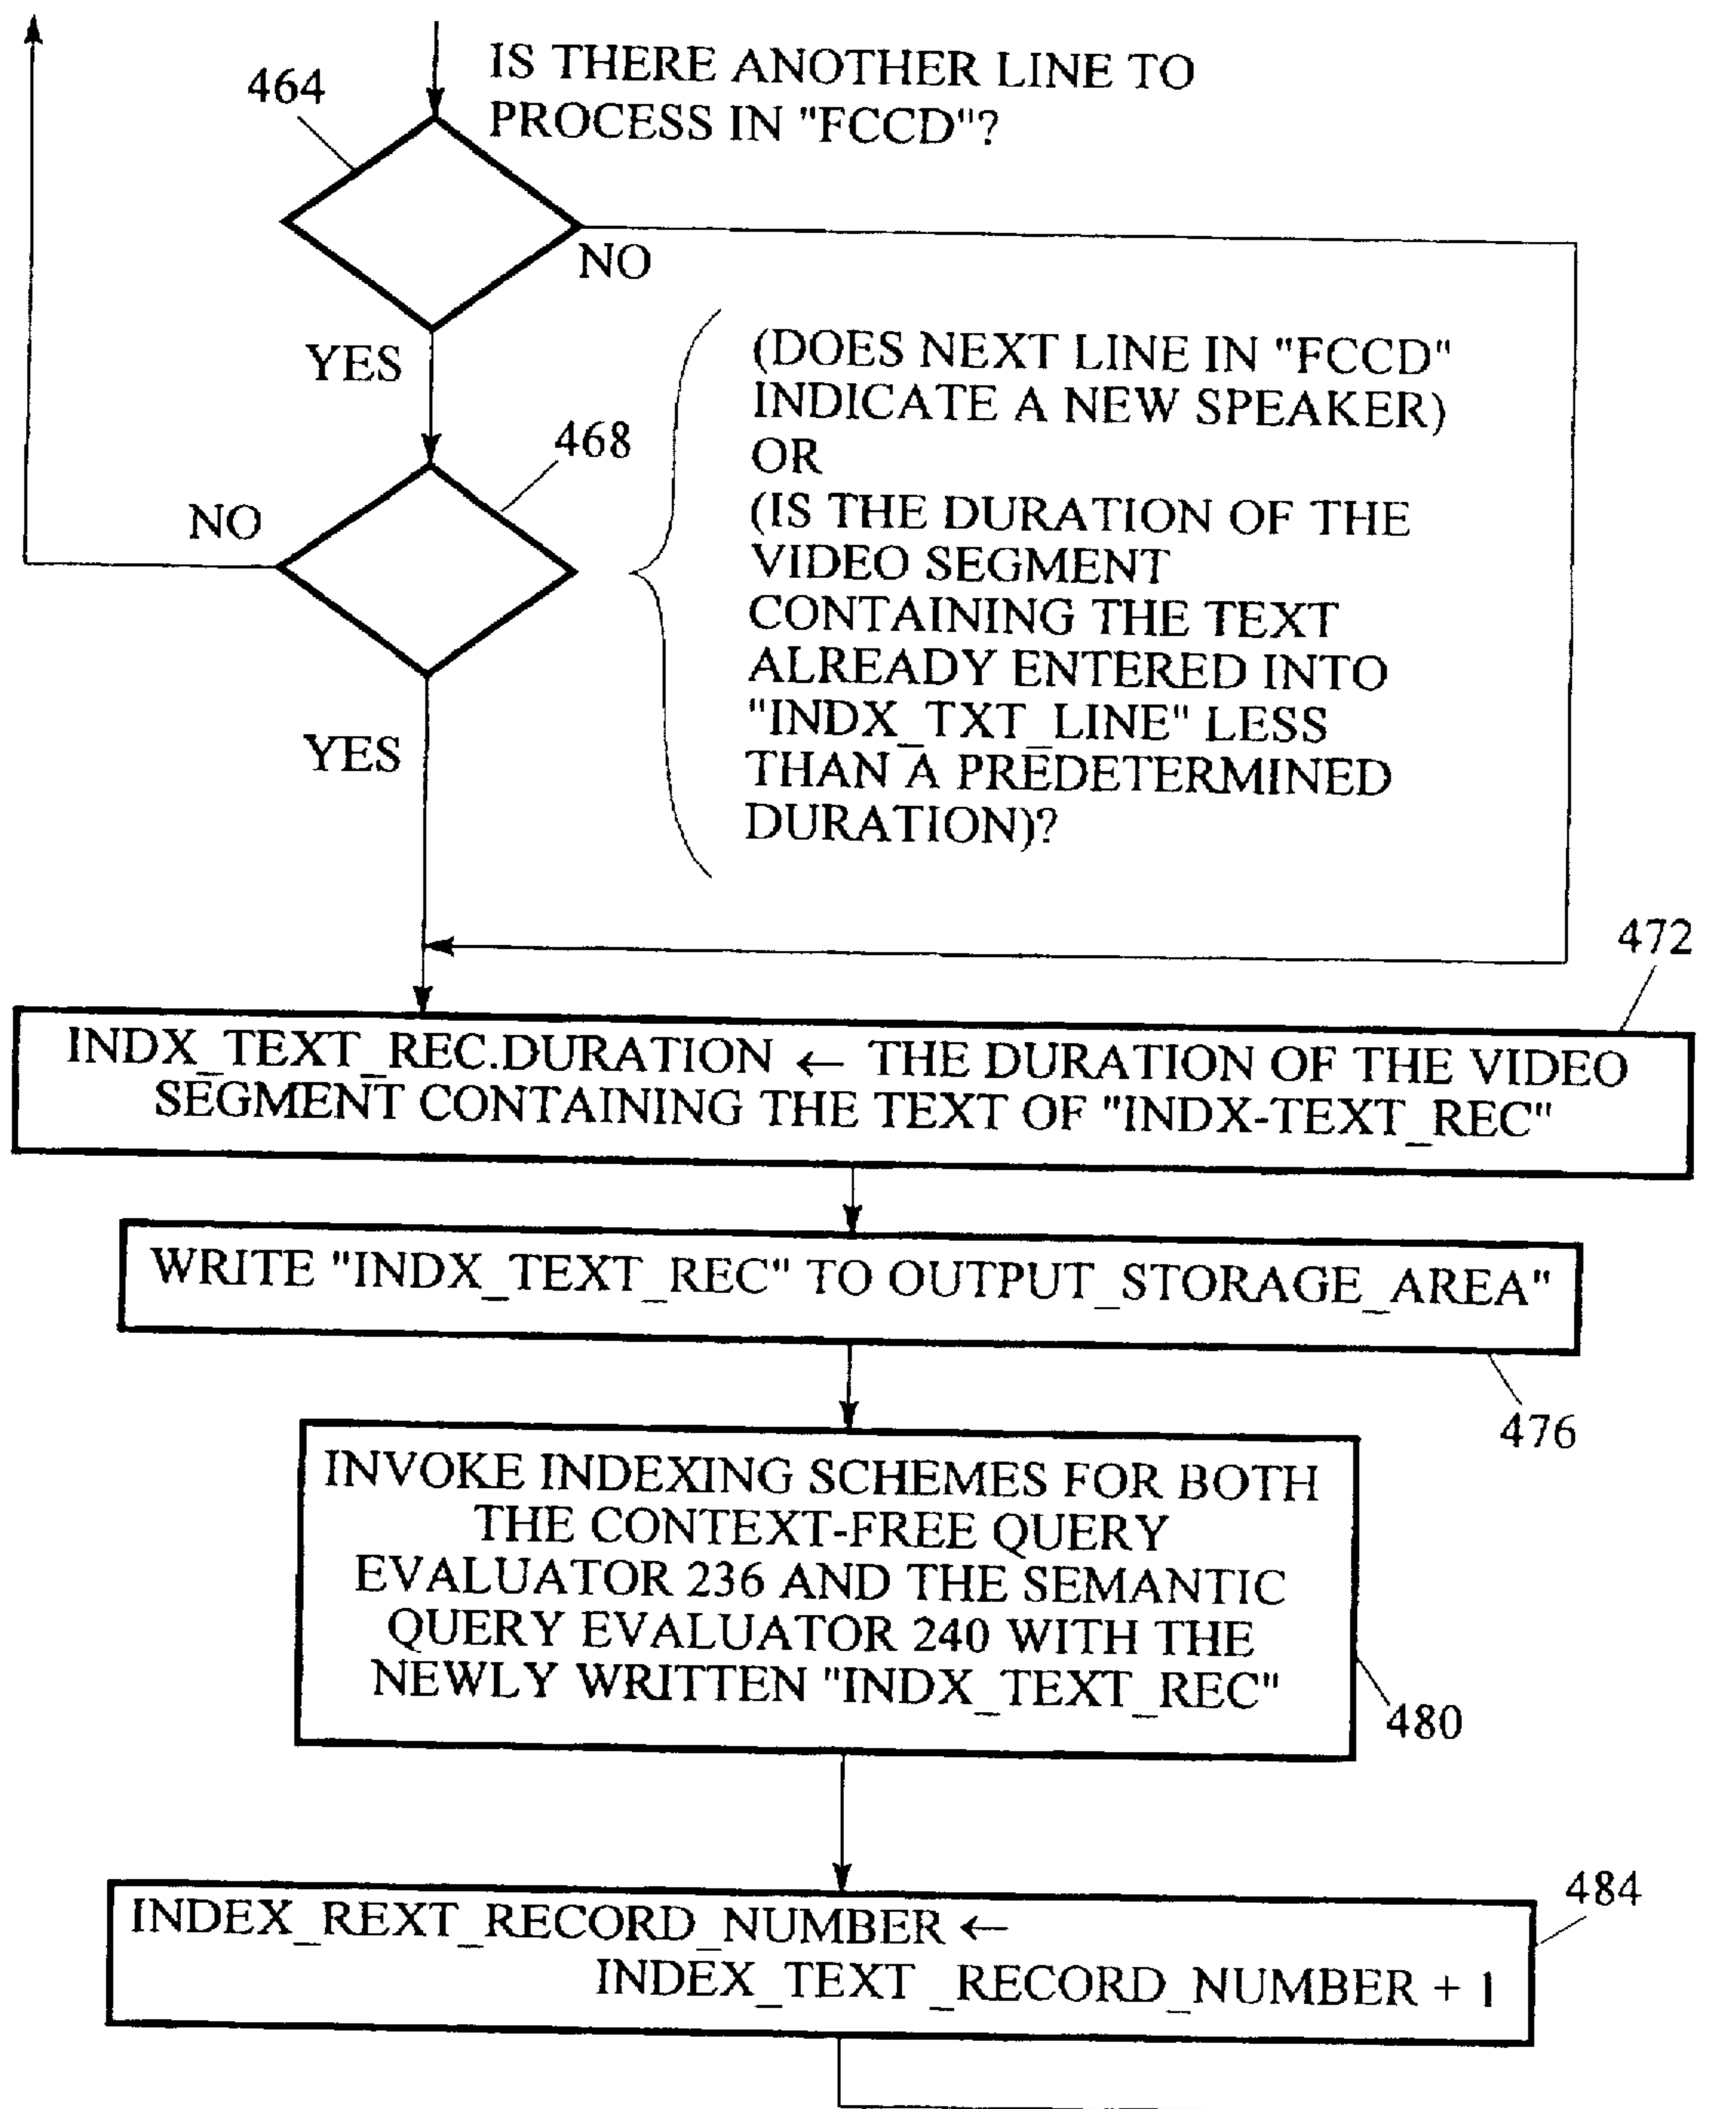 IS THERE ANOTHER LINE TO
PROCESS IN "FCCD"?
464
NO
YES
468
NO
(DOES NEXT LINE IN "FCCD"
INDICATE A NEW SPEAKER)
OR
(IS THE DURATION OF THE
VIDEO SEGMENT
CONTAINING THE TEXT
ALREADY ENTERED INTO
"INDX_TXT_LINE" LESS
THAN A PREDETERMINED
DURATION)?
YES
472
INDX_TEXT_REC.DURATION ← THE DURATION OF THE VIDEO
SEGMENT CONTAINING THE TEXT OF "INDX-TEXT_REC"
WRITE "INDX_TEXT_REC" TO OUTPUT_STORAGE_AREA"
476
INVOKE INDEXING SCHEMES FOR BOTH
THE CONTEXT-FREE QUERY
EVALUATOR 236 AND THE SEMANTIC
QUERY EVALUATOR 240 WITH THE
NEWLY WRITTEN "INDX_TEXT_REC"
480
484
INDEX_REXT_RECORD_NUMBER ←
INDEX_TEXT _RECORD_NUMBER + 1